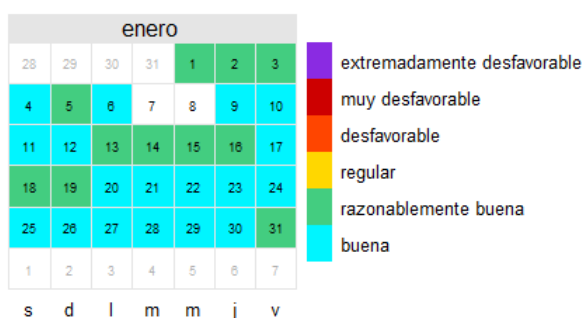 enero
28 29 30 31 1 2 3
4 5 6 7 8 9 10
11 12 13 14 15 16 17
18 19 20 21 22 23 24
25 26 27 28 29 30 31
1 2 3 4 5 6 7
s d l m m j v
extremadamente desfavorable
muy desfavorable
desfavorable
regular
razonablemente buena
buena